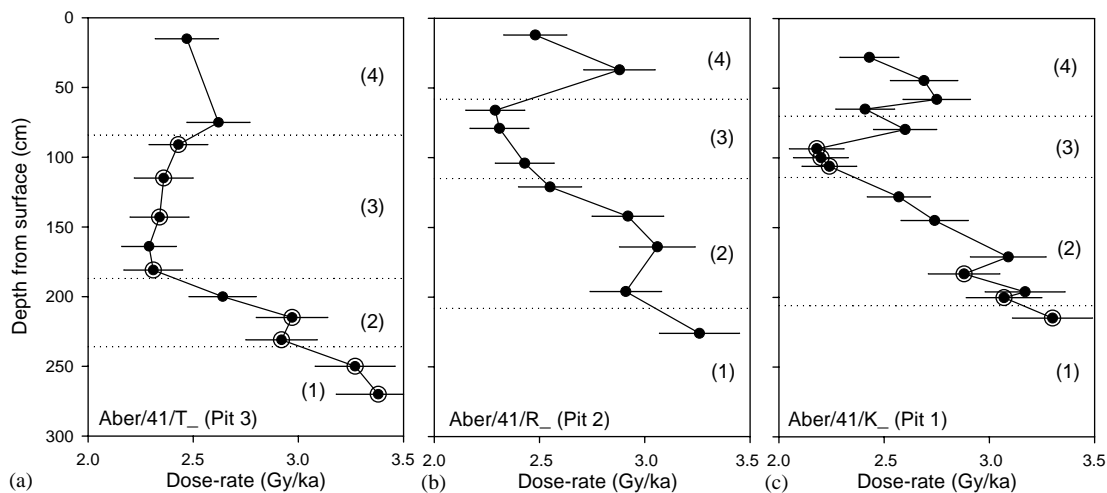 0
50
100
150
200
250
300
Depth from surface (cm)
(4)
(3)
(2)
(1)
Aber/41/T_ (Pit 3)
2.0 2.5 3.0 3.5
(a) Dose-rate (Gy/ka)
(4)
(3)
(2)
(1)
Aber/41/R_ (Pit 2)
2.0 2.5 3.0 3.5
(b) Dose-rate (Gy/ka)
(4)
(3)
(2)
(1)
Aber/41/K_ (Pit 1)
2.0 2.5 3.0 3.5
(c) Dose-rate (Gy/ka)